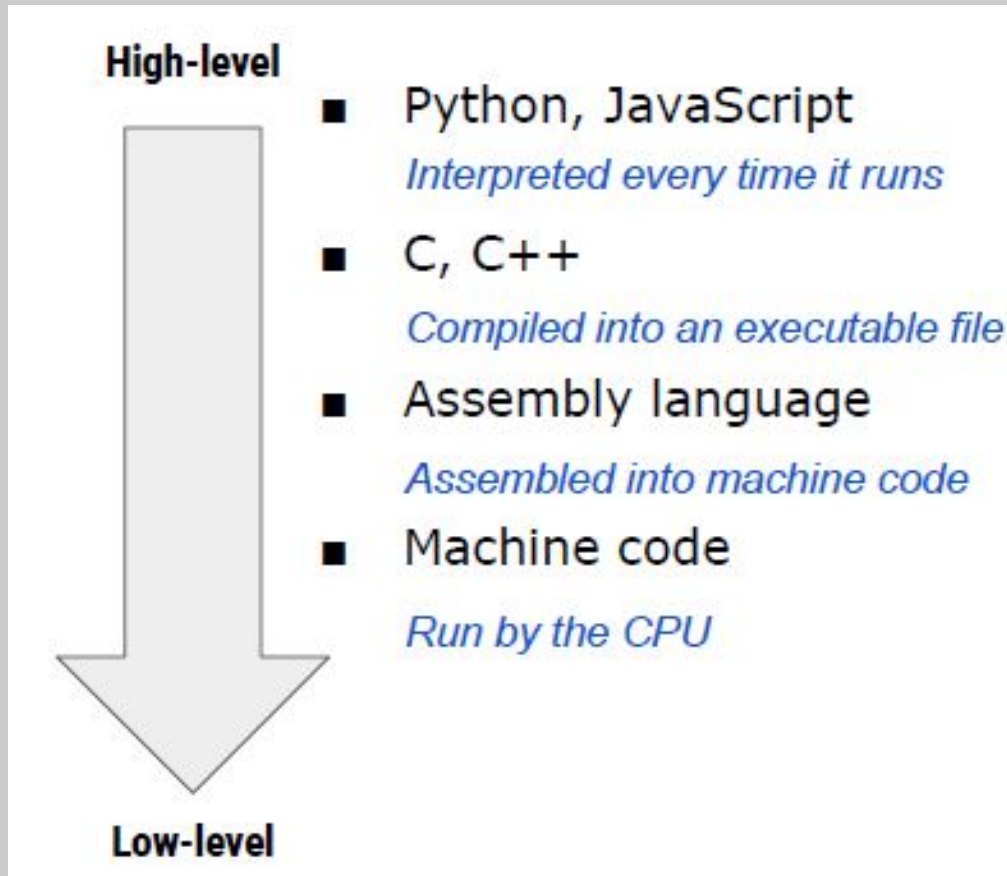 High-level
■ Python, JavaScript
Interpreted every time it runs
■ C, C++
Compiled into an executable file
■ Assembly language
Assembled into machine code
■ Machine code
Run by the CPU
Low-level